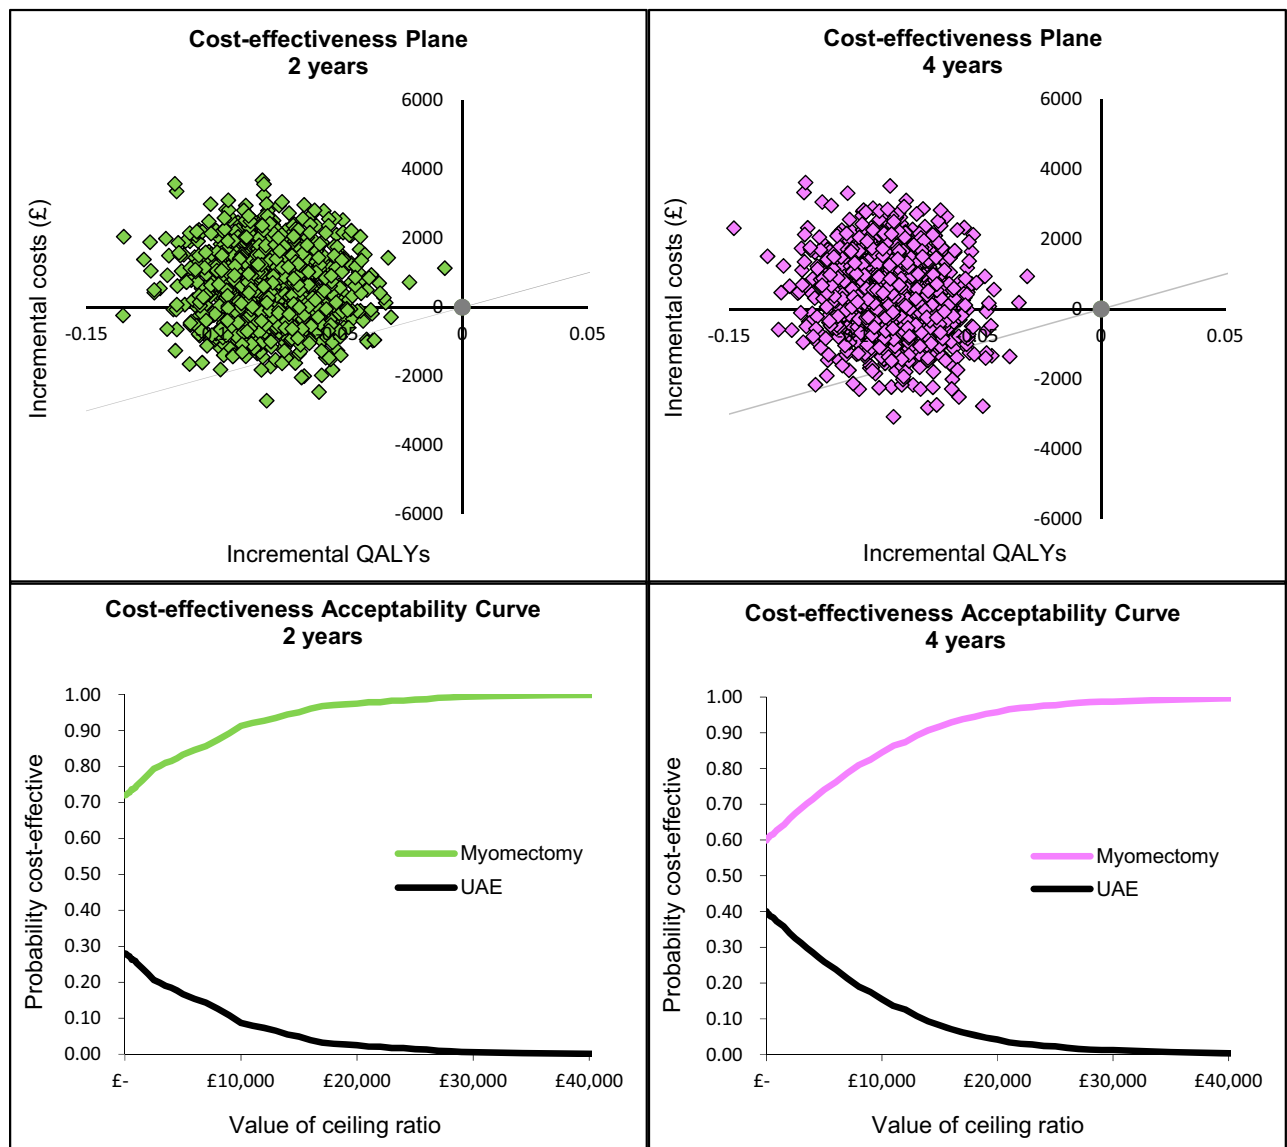 Cost-effectiveness Plane
2 years
6000
4000
2000
0
-2000
-4000
-6000
-0.15
0
0.05
Incremental costs (£)
Incremental QALYs
Cost-effectiveness Plane
4 years
6000
4000
2000
0
-2000
-4000
-6000
-0.15
0
0.05
Incremental costs (£)
Incremental QALYs
Cost-effectiveness Acceptability Curve
2 years
1.00
0.90
0.80
0.70
0.60
0.50
0.40
0.30
0.20
0.10
0.00
£-
£10,000
£20,000
£30,000
£40,000
Probability cost-effective
Value of ceiling ratio
Myomectomy
UAE
Cost-effectiveness Acceptability Curve
4 years
1.00
0.90
0.80
0.70
0.60
0.50
0.40
0.30
0.20
0.10
0.00
£-
£10,000
£20,000
£30,000
£40,000
Probability cost-effective
Value of ceiling ratio
Myomectomy
UAE